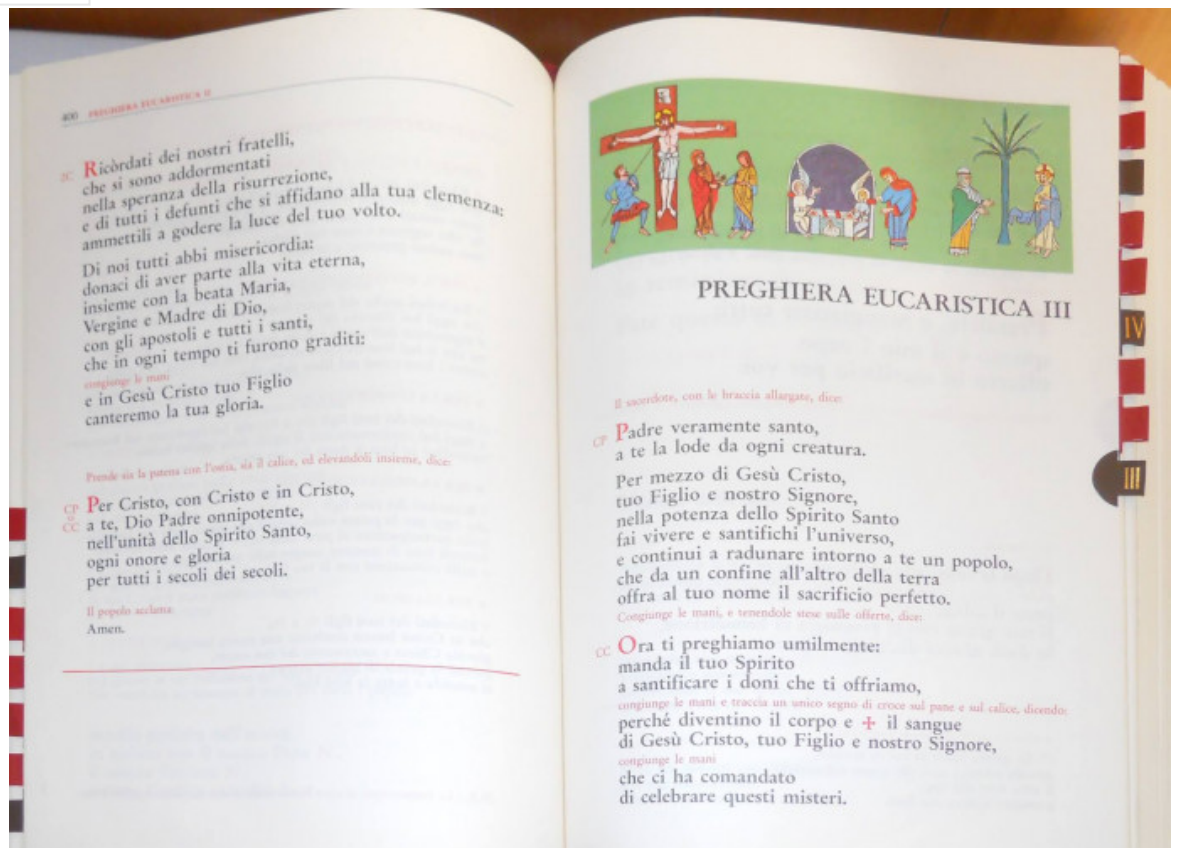 400 PREGHIERA EUCARISTICA II
2C Ricòrdati dei nostri fratelli,
che si sono addormentati
nella speranza della risurrezione,
e di tutti i defunti che si affidano alla tua clemenza:
ammettili a godere la luce del tuo volto.
Di noi tutti abbi misericordia:
donaci di aver parte alla vita eterna,
insieme con la beata Maria,
Vergine e Madre di Dio,
con gli apostoli e tutti i santi,
che in ogni tempo ti furono graditi:
congiunge le mani
e in Gesù Cristo tuo Figlio
canteremo la tua gloria.
Prende sia la patena con l'ostia, sia il calice, ed elevandoli insieme, dice:
CP Per Cristo, con Cristo e in Cristo,
CC a te, Dio Padre onnipotente,
nell'unità dello Spirito Santo,
ogni onore e gloria
per tutti i secoli dei secoli.
Il popolo acclama:
Amen.
PREGHIERA EUCARISTICA III
Il sacerdote, con le braccia allargate, dice:
CP Padre veramente santo,
a te la lode da ogni creatura.
Per mezzo di Gesù Cristo,
tuo Figlio e nostro Signore,
nella potenza dello Spirito Santo
fai vivere e santifichi l'universo,
e continui a radunare intorno a te un popolo,
che da un confine all'altro della terra
offra al tuo nome il sacrificio perfetto.
Congiunge le mani, e tenendole stese sulle offerte, dice:
CC Ora ti preghiamo umilmente:
manda il tuo Spirito
a santificare i doni che ti offriamo,
congiunge le mani e traccia un unico segno di croce sul pane e sul calice, dicendo:
perché diventino il corpo e + il sangue
di Gesù Cristo, tuo Figlio e nostro Signore,
congiunge le mani
che ci ha comandato
di celebrare questi misteri.
IV
III